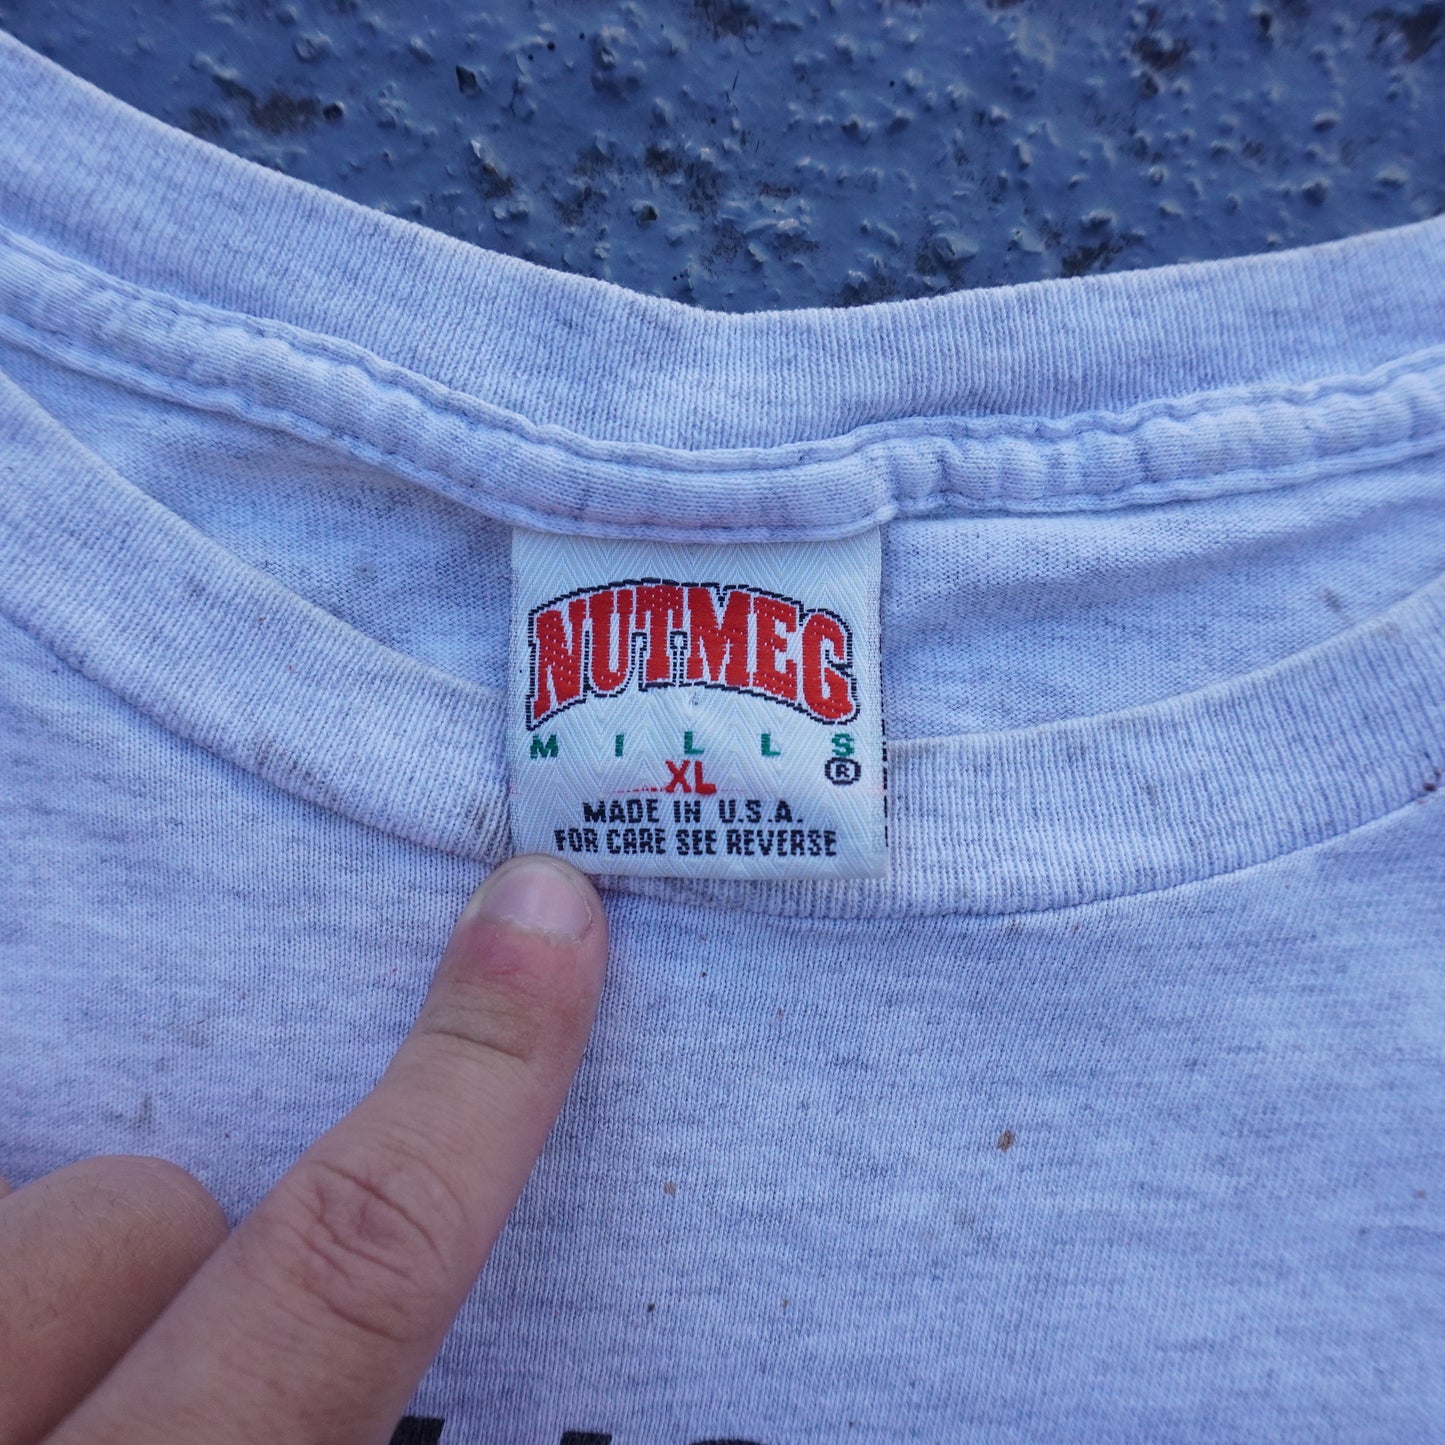 NUTMEG
MILLS
®
XL
MADE IN U.S.A.
FOR CARE SEE REVERSE